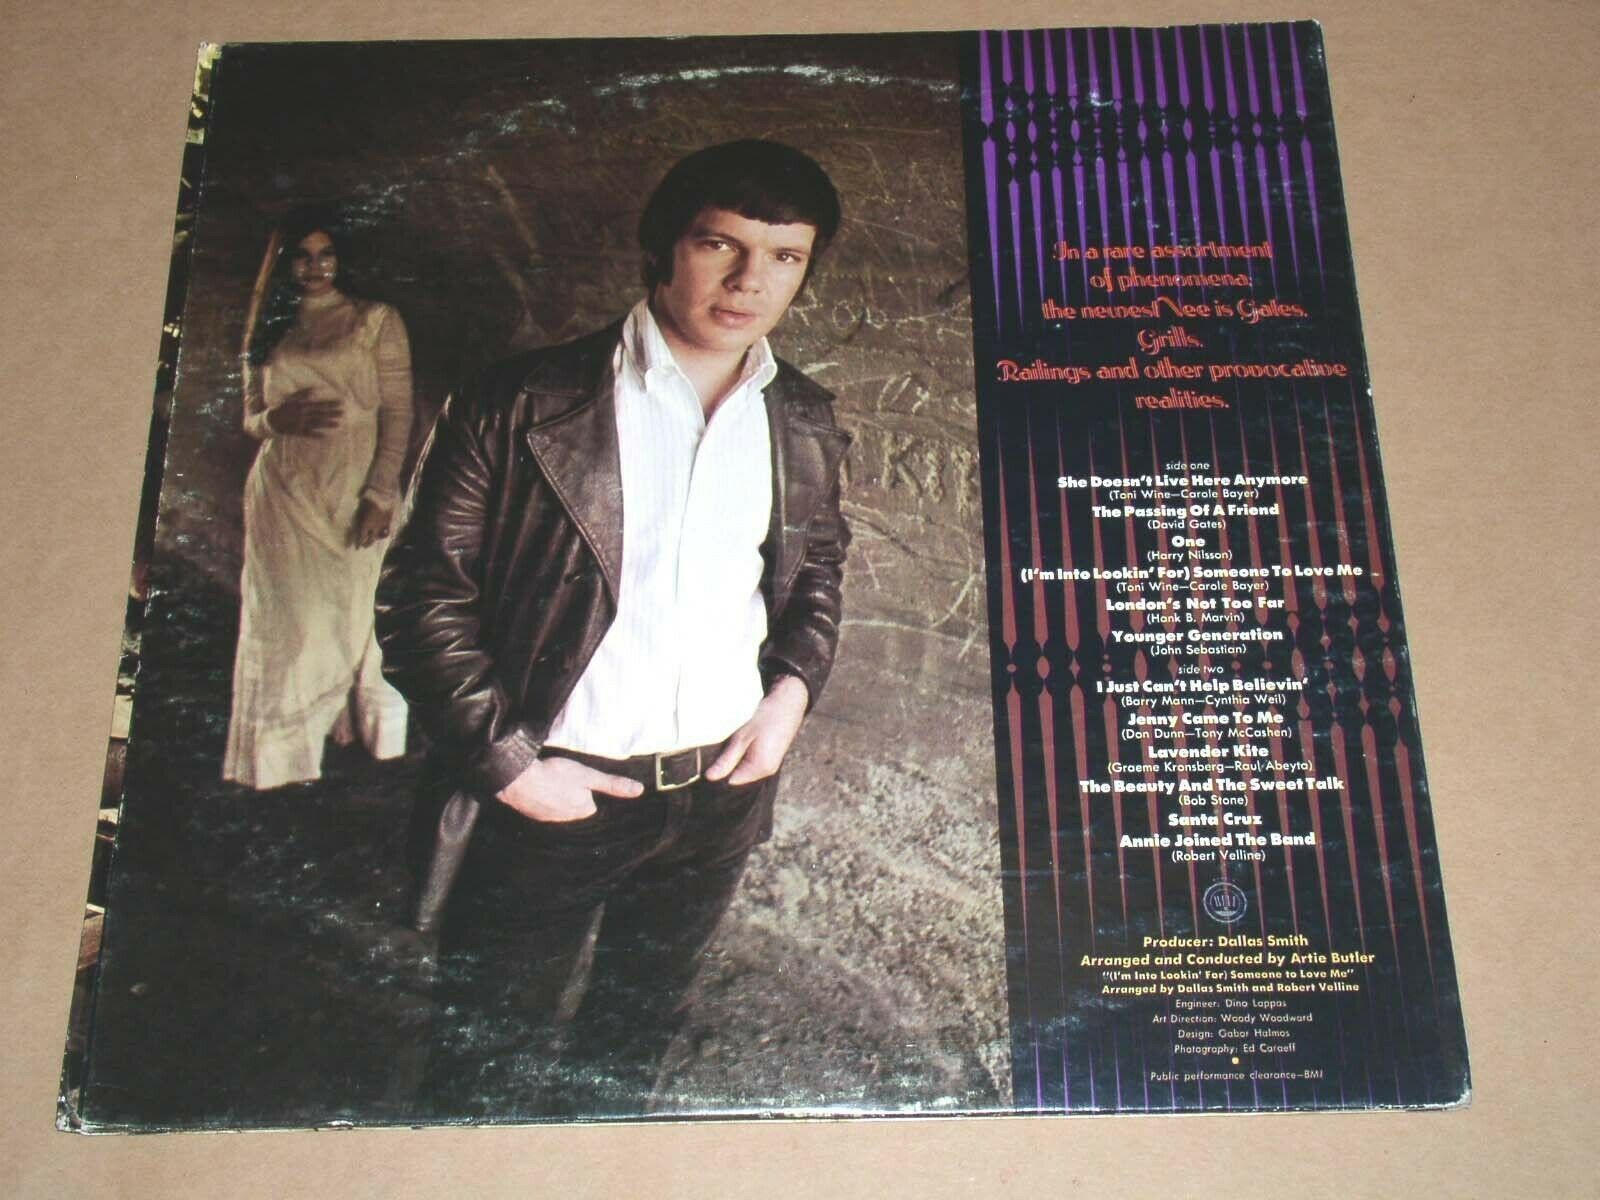 In a rare assortment
of phenomena;
the newest Vee is Gates.
Grills.
Railings and other provocative
realities.
side one
She Doesn't Live Here Anymore
(Toni Wine—Carole Bayer)
The Passing Of A Friend
(David Gates)
One
(Harry Nilsson)
(I'm Into Lookin' For) Someone To Love Me
(Toni Wine—Carole Bayer)
London's Not Too Far
(Hank B. Marvin)
Younger Generation
(John Sebastian)
side two
I Just Can't Help Believin'
(Barry Mann—Cynthia Weil)
Jenny Came To Me
(Don Dunn—Tony McCashen)
Lavender Kite
(Graeme Kronsberg—Raul Abeyta)
The Beauty And The Sweet Talk
(Bob Stone)
Santa Cruz
Annie Joined The Band
(Robert Velline)
Producer: Dallas Smith
Arranged and Conducted by Artie Butler
"(I'm Into Lookin' For) Someone to Love Me"
Arranged by Dallas Smith and Robert Velline
Engineer: Dino Lappas
Art Direction: Woody Woodward
Design: Gabor Halmos
Photography: Ed Caraeff
Public performance clearance—BMI